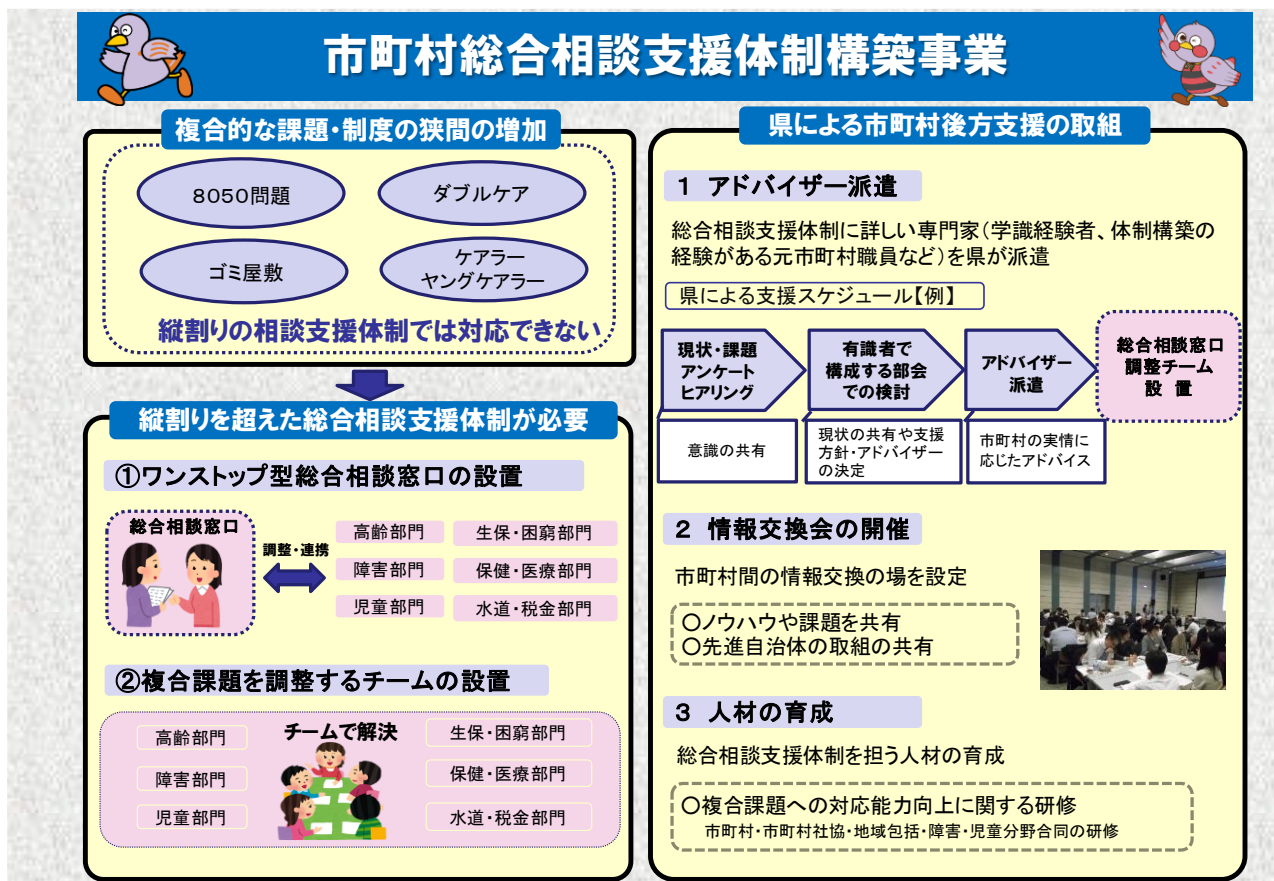 市町村総合相談支援体制構築事業
複合的な課題・制度の狭間の増加
8050問題
ダブルケア
ゴミ屋敷
ケアラー
ヤングケアラー
縦割りの相談支援体制では対応できない
縦割りを超えた総合相談支援体制が必要
①ワンストップ型総合相談窓口の設置
総合相談窓口
調整・連携
高齢部門
生保・困窮部門
障害部門
保健・医療部門
児童部門
水道・税金部門
②複合課題を調整するチームの設置
チームで解決
高齢部門
生保・困窮部門
障害部門
保健・医療部門
児童部門
水道・税金部門
県による市町村後方支援の取組
1 アドバイザー派遣
総合相談支援体制に詳しい専門家(学識経験者、体制構築の
経験がある元市町村職員など)を県が派遣
県による支援スケジュール【例】
現状・課題
アンケート
ヒアリング
有識者で
構成する部会
での検討
アドバイザー
派遣
総合相談窓口
調整チーム
設 置
意識の共有
現状の共有や支援
方針・アドバイザー
の決定
市町村の実情に
応じたアドバイス
2 情報交換会の開催
市町村間の情報交換の場を設定
○ノウハウや課題を共有
○先進自治体の取組の共有
3 人材の育成
総合相談支援体制を担う人材の育成
○複合課題への対応能力向上に関する研修
市町村・市町村社協・地域包括・障害・児童分野合同の研修